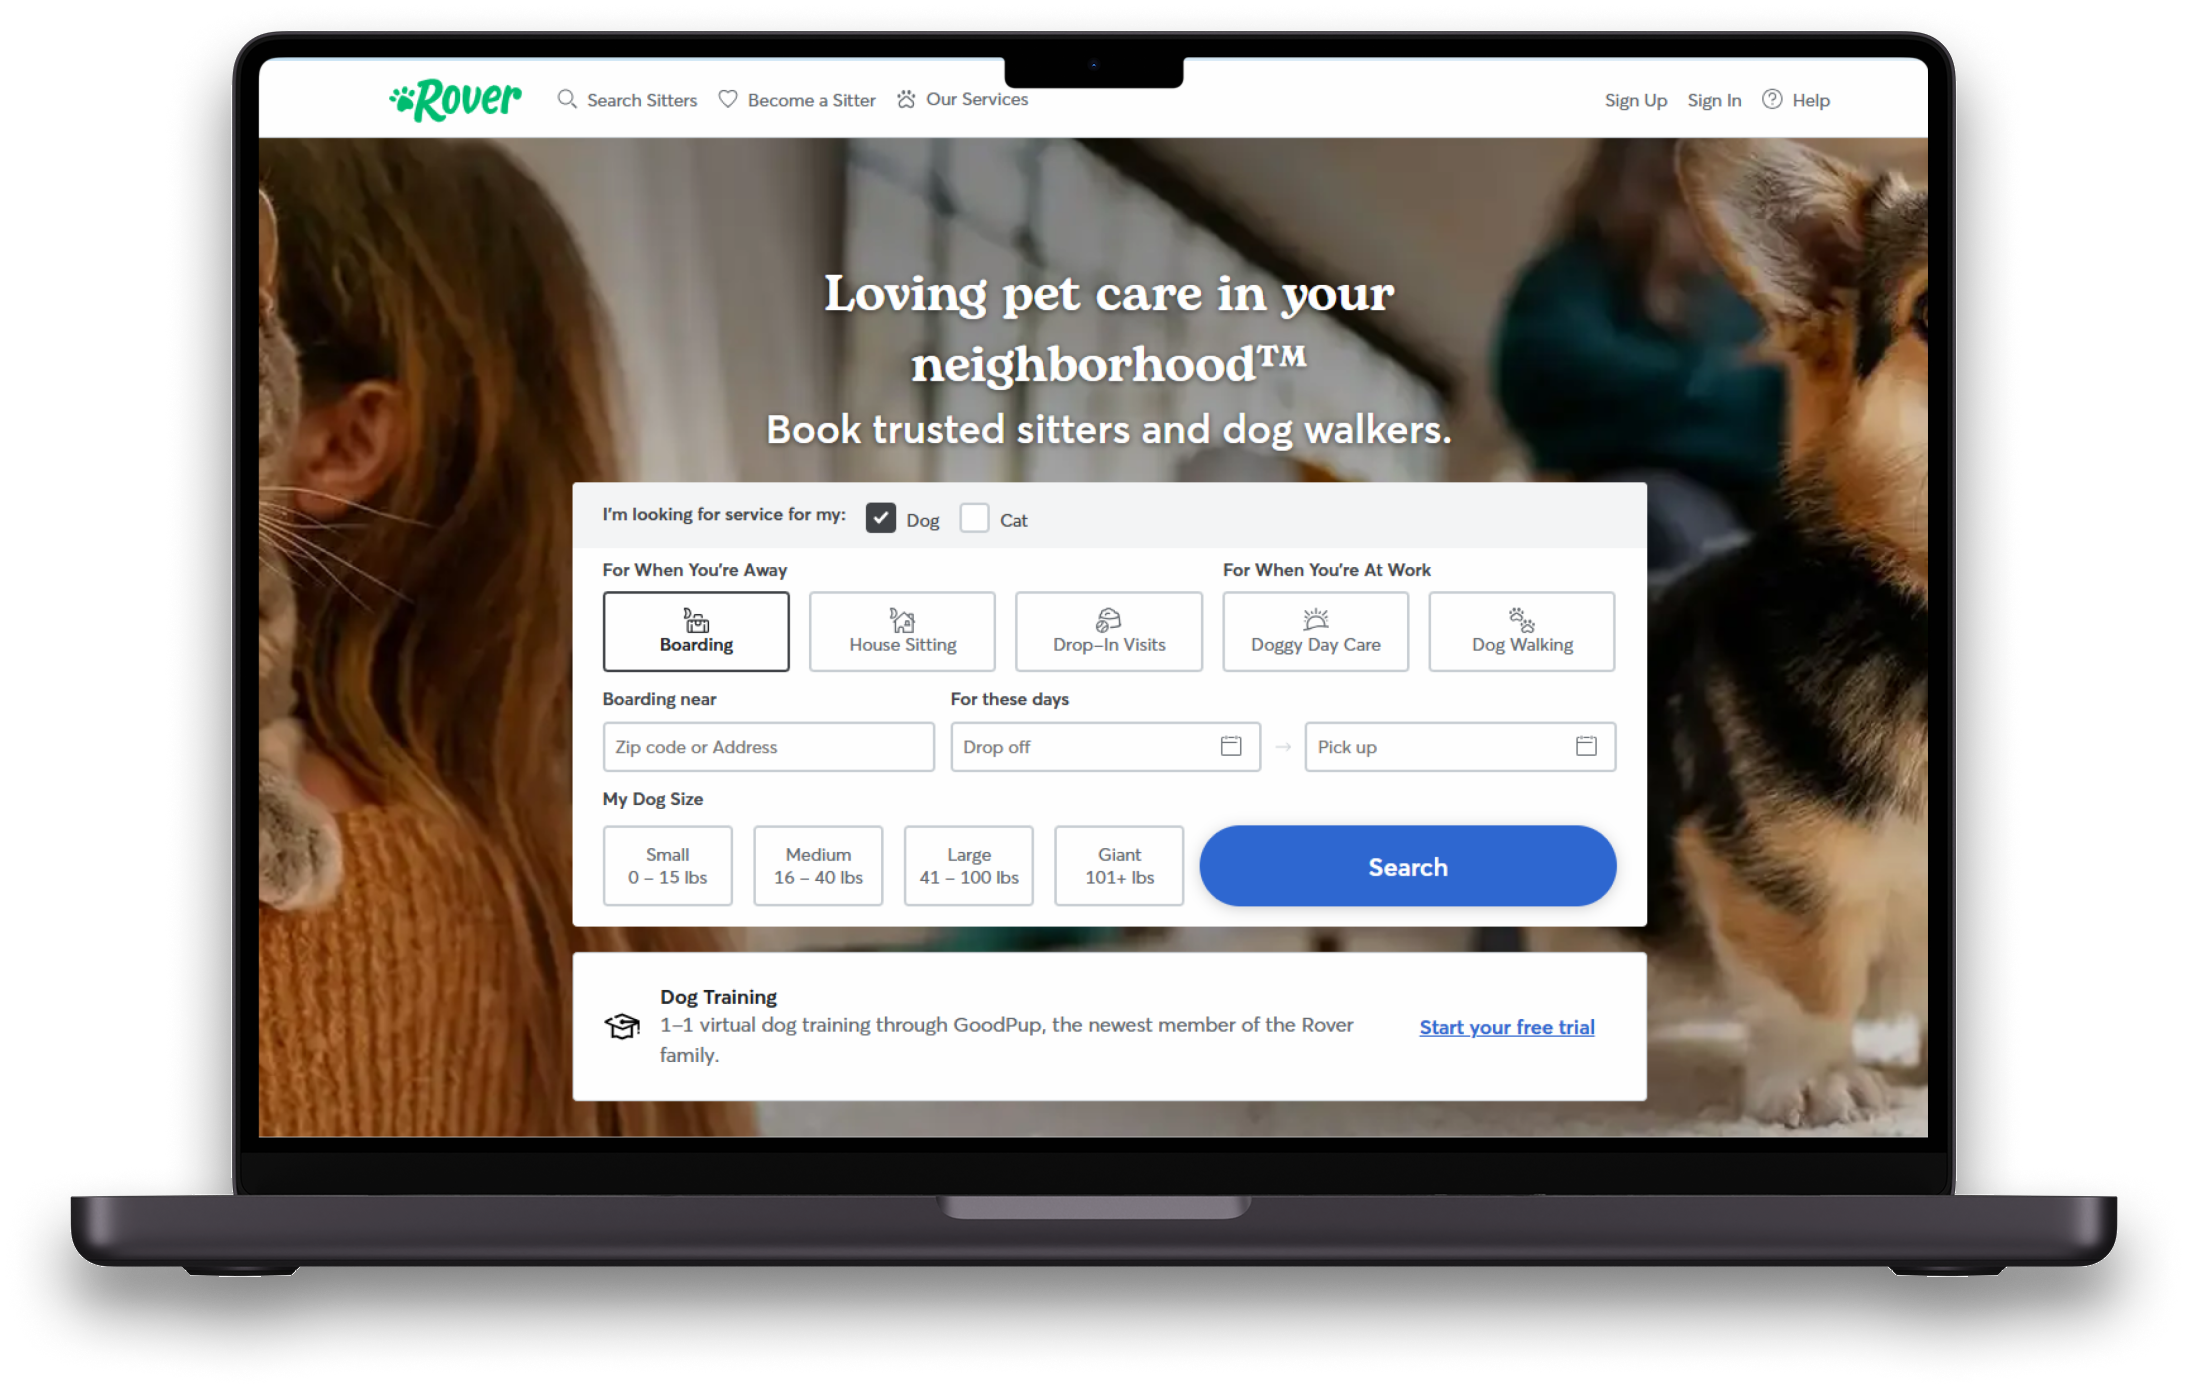 Rover
Search Sitters
Become a Sitter
Our Services
Sign Up
Sign In
Help
Loving pet care in your
neighborhood™
Book trusted sitters and dog walkers.
I'm looking for service for my:
Dog
Cat
For When You're Away
For When You're At Work
Boarding
House Sitting
Drop-In Visits
Doggy Day Care
Dog Walking
Boarding near
For these days
Zip code or Address
Drop off
→
Pick up
My Dog Size
Small
0 – 15 lbs
Medium
16 – 40 lbs
Large
41 – 100 lbs
Giant
101+ lbs
Search
Dog Training
1–1 virtual dog training through GoodPup, the newest member of the Rover
family.
Start your free trial